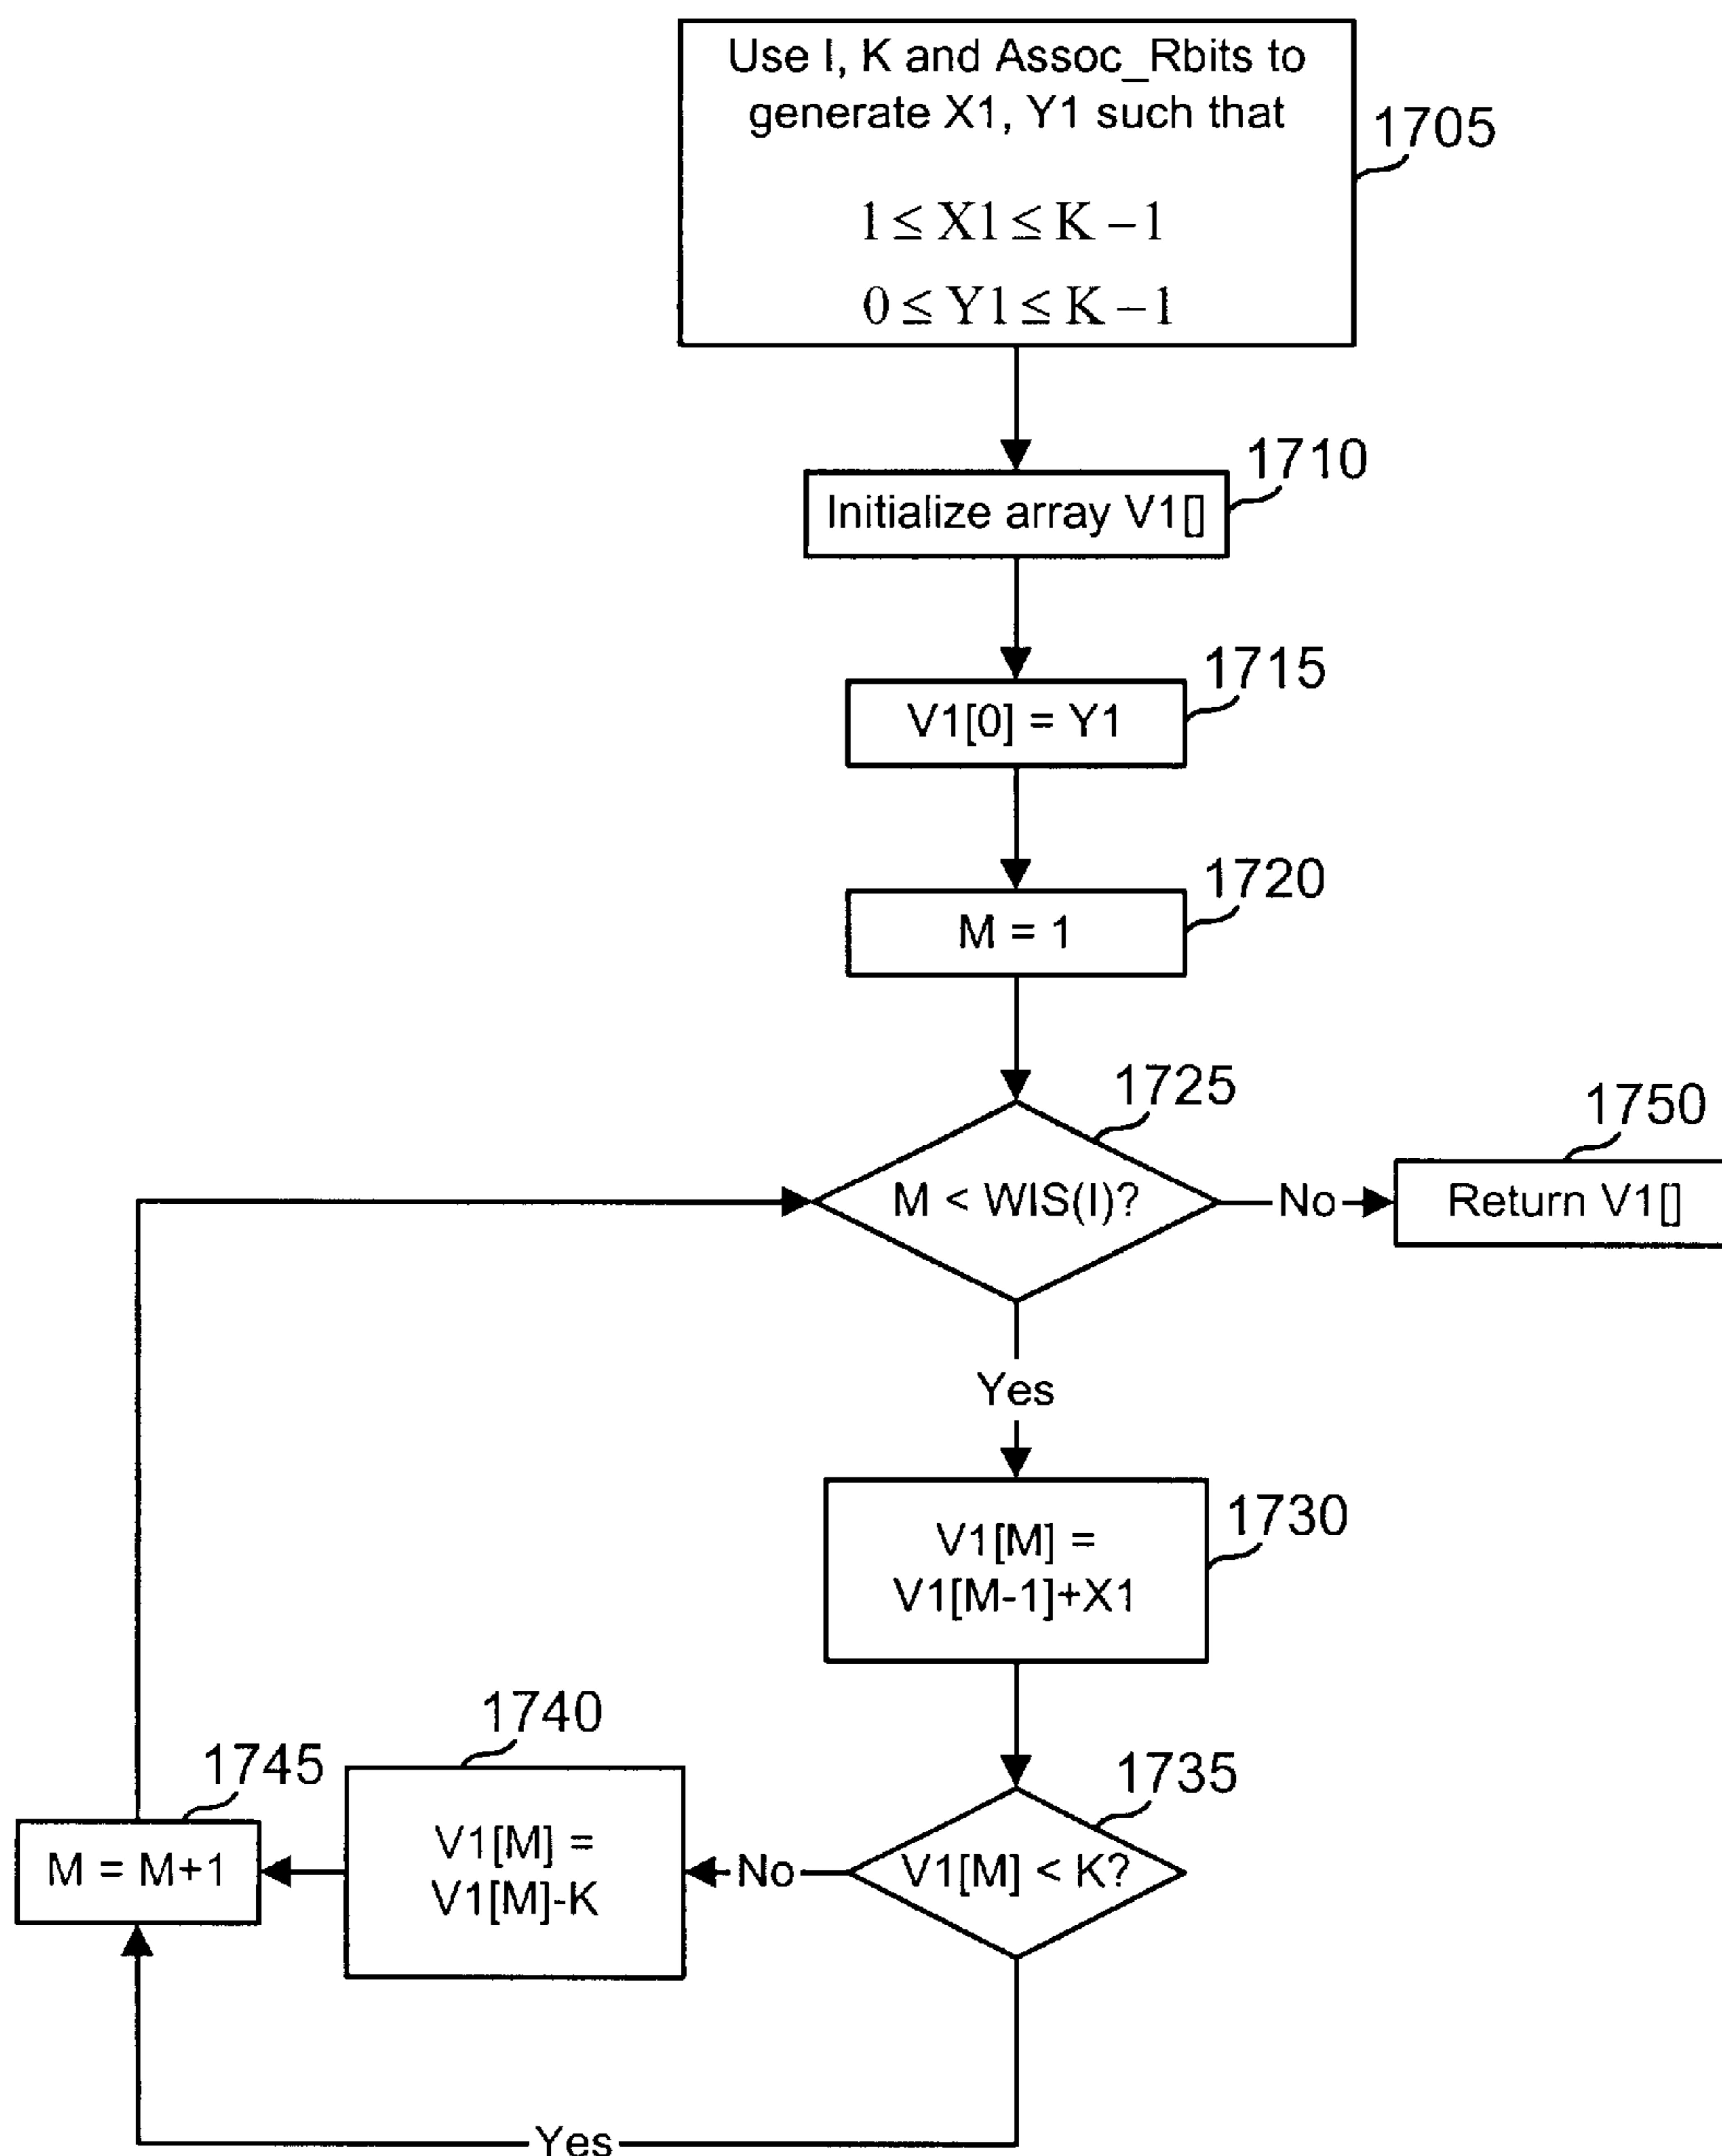 Use I, K and Assoc_Rbits to
generate X1, Y1 such that
1 ≤ X1 ≤ K – 1
0 ≤ Y1 ≤ K – 1
1705
1710
Initialize array V1[]
1715
V1[0] = Y1
1720
M = 1
1725
M < WIS(I)?
No
1750
Return V1[]
Yes
1730
V1[M] =
V1[M-1]+X1
1735
V1[M] < K?
No
1740
V1[M] =
V1[M]-K
1745
M = M+1
Yes